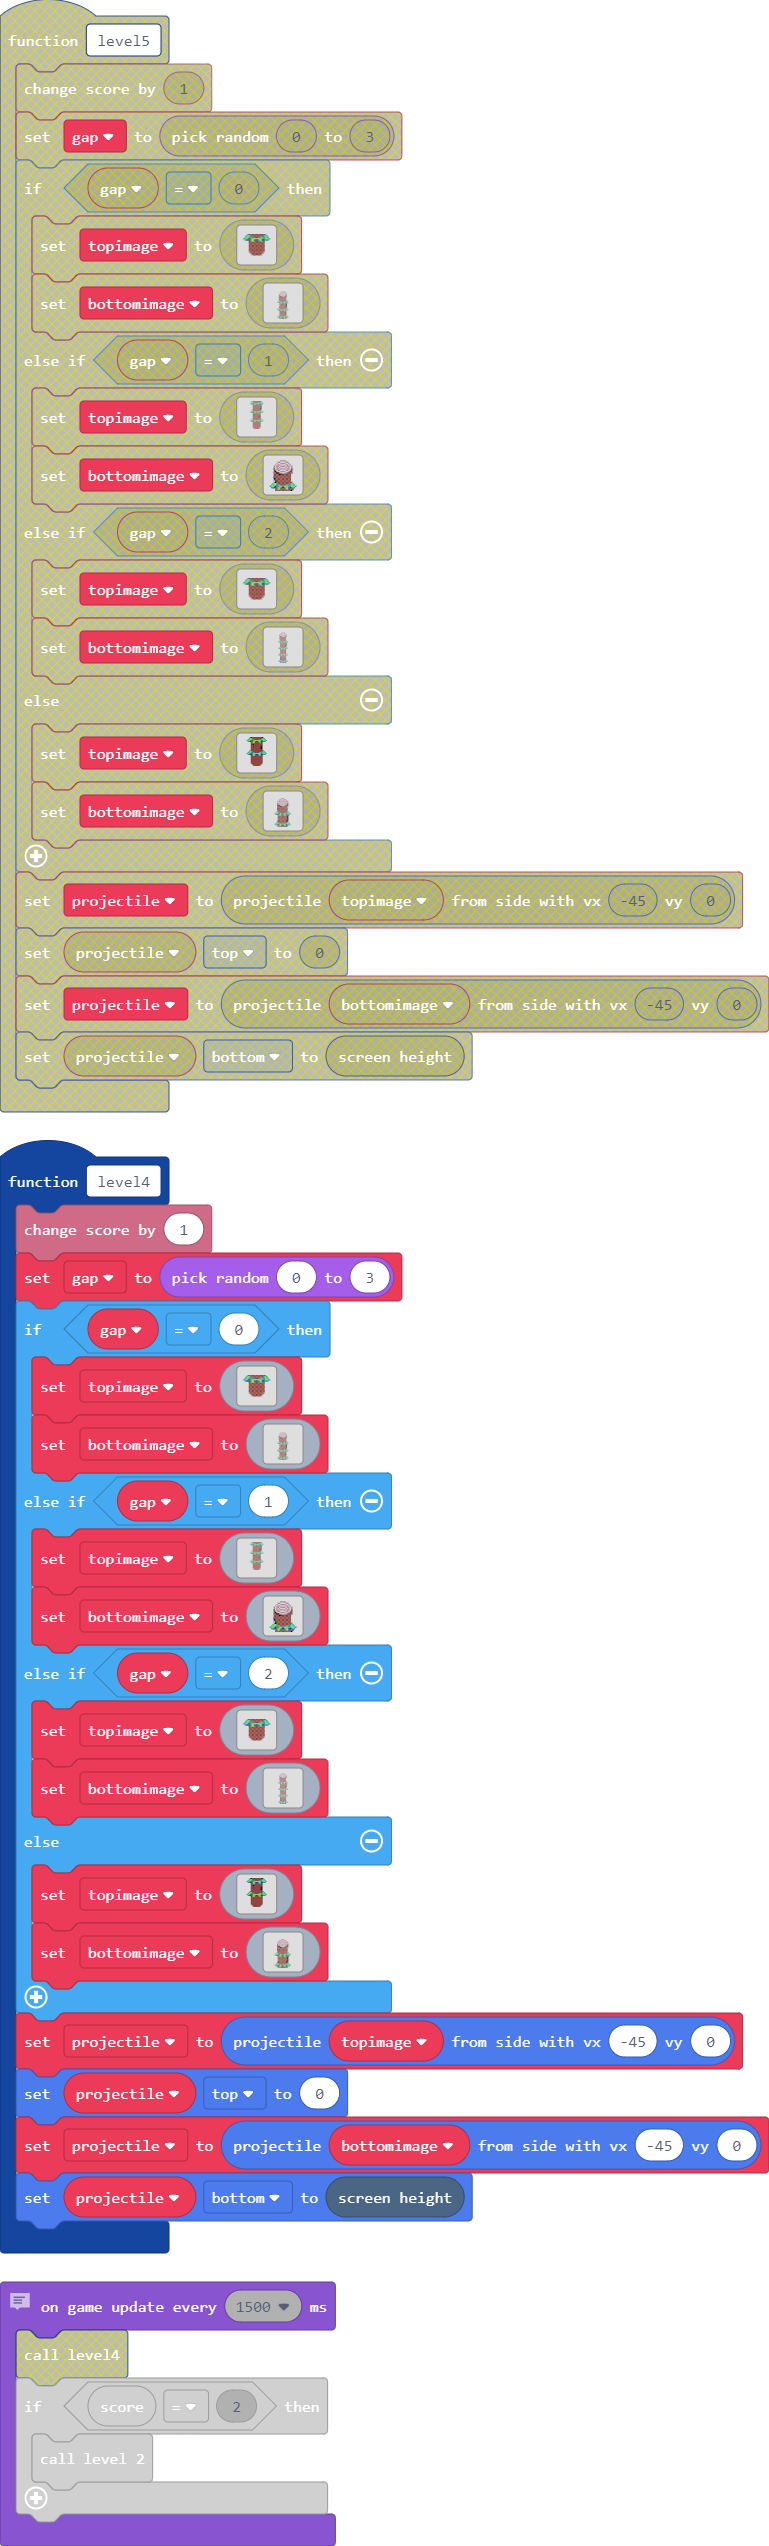 function level5
change score by 1
set gap to pick random 0 to 3
if gap = 0 then
set topimage to
set bottomimage to
else if gap = 1 then
set topimage to
set bottomimage to
else if gap = 2 then
set topimage to
set bottomimage to
else
set topimage to
set bottomimage to
set projectile to projectile topimage from side with vx -45 vy 0
set projectile top to 0
set projectile to projectile bottomimage from side with vx -45 vy 0
set projectile bottom to screen height
function level4
change score by 1
set gap to pick random 0 to 3
if gap = 0 then
set topimage to
set bottomimage to
else if gap = 1 then
set topimage to
set bottomimage to
else if gap = 2 then
set topimage to
set bottomimage to
else
set topimage to
set bottomimage to
set projectile to projectile topimage from side with vx -45 vy 0
set projectile top to 0
set projectile to projectile bottomimage from side with vx -45 vy 0
set projectile bottom to screen height
on game update every 1500 ms
call level4
if score = 2 then
call level 2